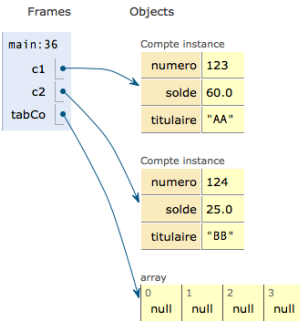 Frames Objects
main:36
c1
c2
tabCo
Compte instance
numero 123
solde 60.0
titulaire "AA"
Compte instance
numero 124
solde 25.0
titulaire "BB"
array
0 1 2 3
null null null null